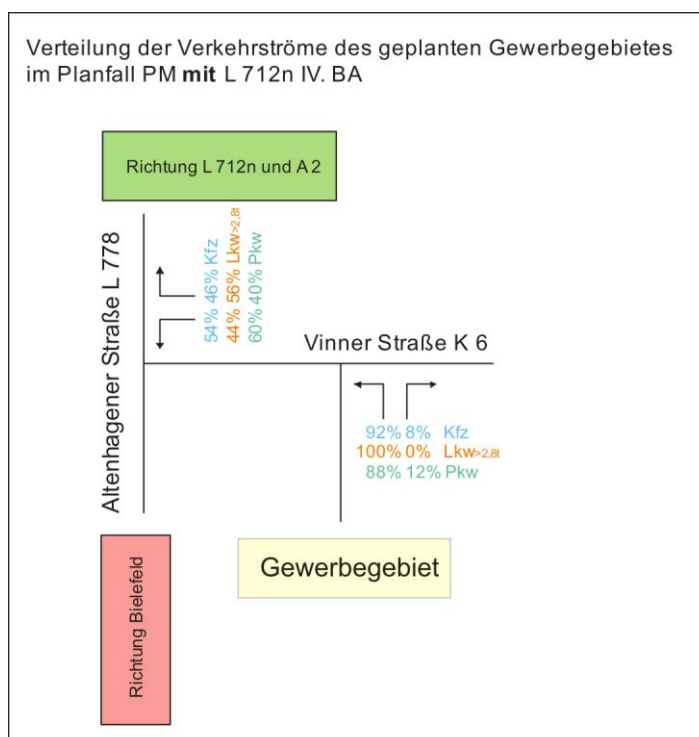 Verteilung der Verkehrströme des geplanten Gewerbegebietes
im Planfall PM mit L 712n IV. BA
Richtung L 712n und A 2
Altenhagener Straße L 778
54% 46% Kfz
44% 56% Lkw>2,8t
60% 40% Pkw
Vinner Straße K 6
92% 8% Kfz
100% 0% Lkw>2,8t
88% 12% Pkw
Gewerbegebiet
Richtung Bielefeld